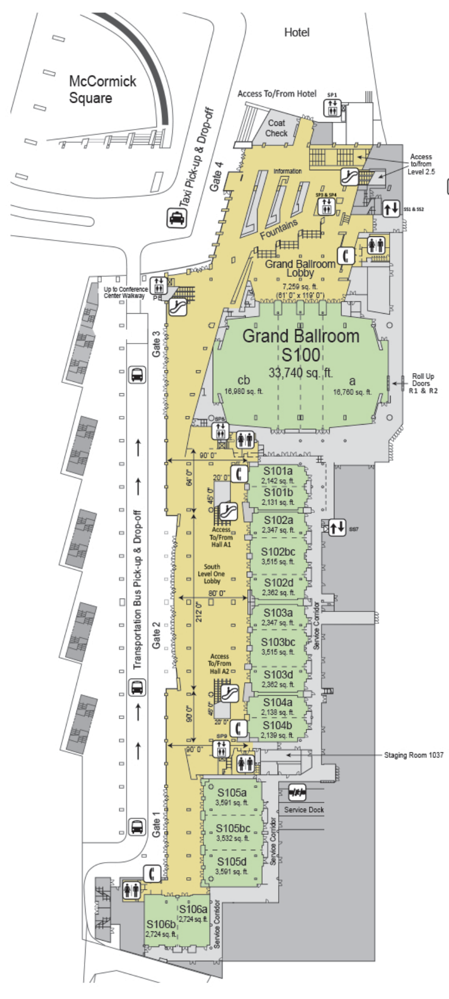 Hotel
McCormick
Square
Access To/From Hotel
SP1
Coat
Check
Taxi Pick-up & Drop-off
Gate 4
Access
to/from
Level 2.5
Information
SP3 & SP4
SS1 & SS2
Fountains
Grand Ballroom
Lobby
7,259 sq. ft.
(61' 0" x 119' 0")
Up to Conference
Center Walkway
Gate 3
Grand Ballroom
S100
33,740 sq. ft.
cb
16,980 sq. ft.
a
16,760 sq. ft.
Roll Up
Doors
R1 & R2
90' 0"
64' 0"
20' 0"
45' 0"
S101a
2,142 sq. ft.
S101b
2,131 sq. ft.
Access
To/From
Hall A1
S102a
2,347 sq. ft.
SS7
S102bc
3,515 sq. ft.
South
Level One
Lobby
S102d
2,362 sq. ft.
80' 0"
212' 0"
Transportation Bus Pick-up & Drop-off
Gate 2
S103a
2,347 sq. ft.
Service Corridor
S103bc
3,515 sq. ft.
Access
To/From
Hall A2
S103d
2,362 sq. ft.
S104a
2,138 sq. ft.
S104b
2,139 sq. ft.
90' 0"
45' 0"
20' 0"
SP9
90' 0"
Staging Room 1037
S105a
3,591 sq. ft.
Service Dock
Gate 1
S105bc
3,532 sq. ft.
Service Corridor
S105d
3,591 sq. ft.
S106a
2,724 sq. ft.
S106b
2,724 sq. ft.
Service Corridor